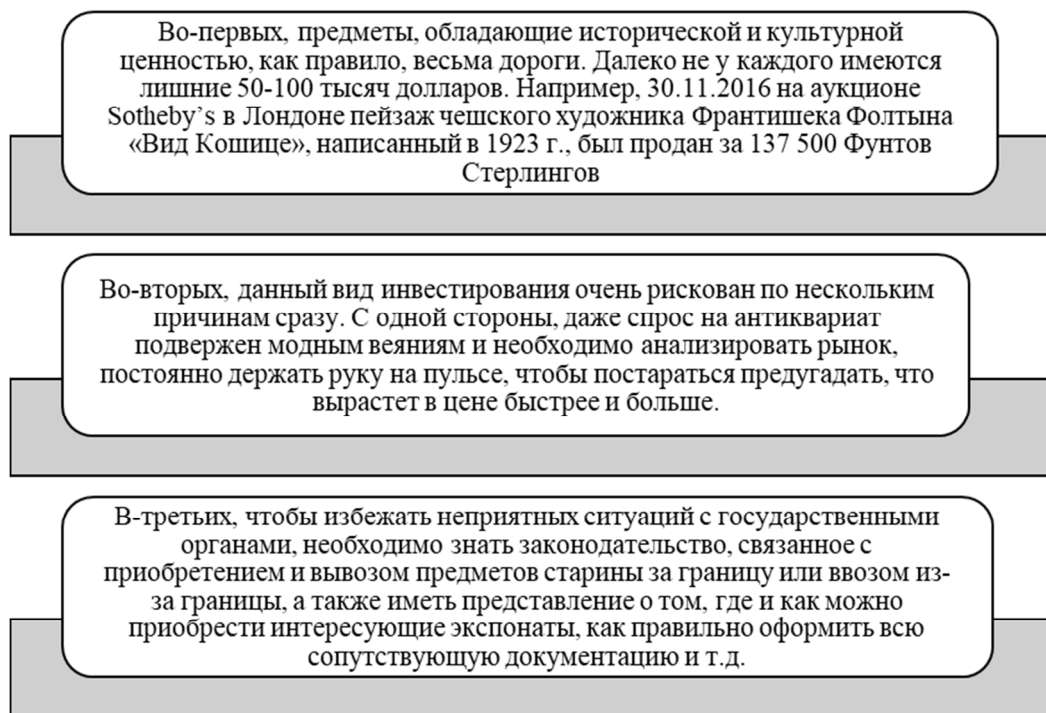 Во-первых, предметы, обладающие исторической и культурной
ценностью, как правило, весьма дороги. Далеко не у каждого имеются
лишние 50-100 тысяч долларов. Например, 30.11.2016 на аукционе
Sotheby’s в Лондоне пейзаж чешского художника Франтишека Фолтына
«Вид Кошице», написанный в 1923 г., был продан за 137 500 Фунтов
Стерлингов
Во-вторых, данный вид инвестирования очень рискован по нескольким
причинам сразу. С одной стороны, даже спрос на антиквариат
подвержен модным веяниям и необходимо анализировать рынок,
постоянно держать руку на пульсе, чтобы постараться предугадать, что
вырастет в цене быстрее и больше.
В-третьих, чтобы избежать неприятных ситуаций с государственными
органами, необходимо знать законодательство, связанное с
приобретением и вывозом предметов старины за границу или ввозом из-
за границы, а также иметь представление о том, где и как можно
приобрести интересующие экспонаты, как правильно оформить всю
сопутствующую документацию и т.д.